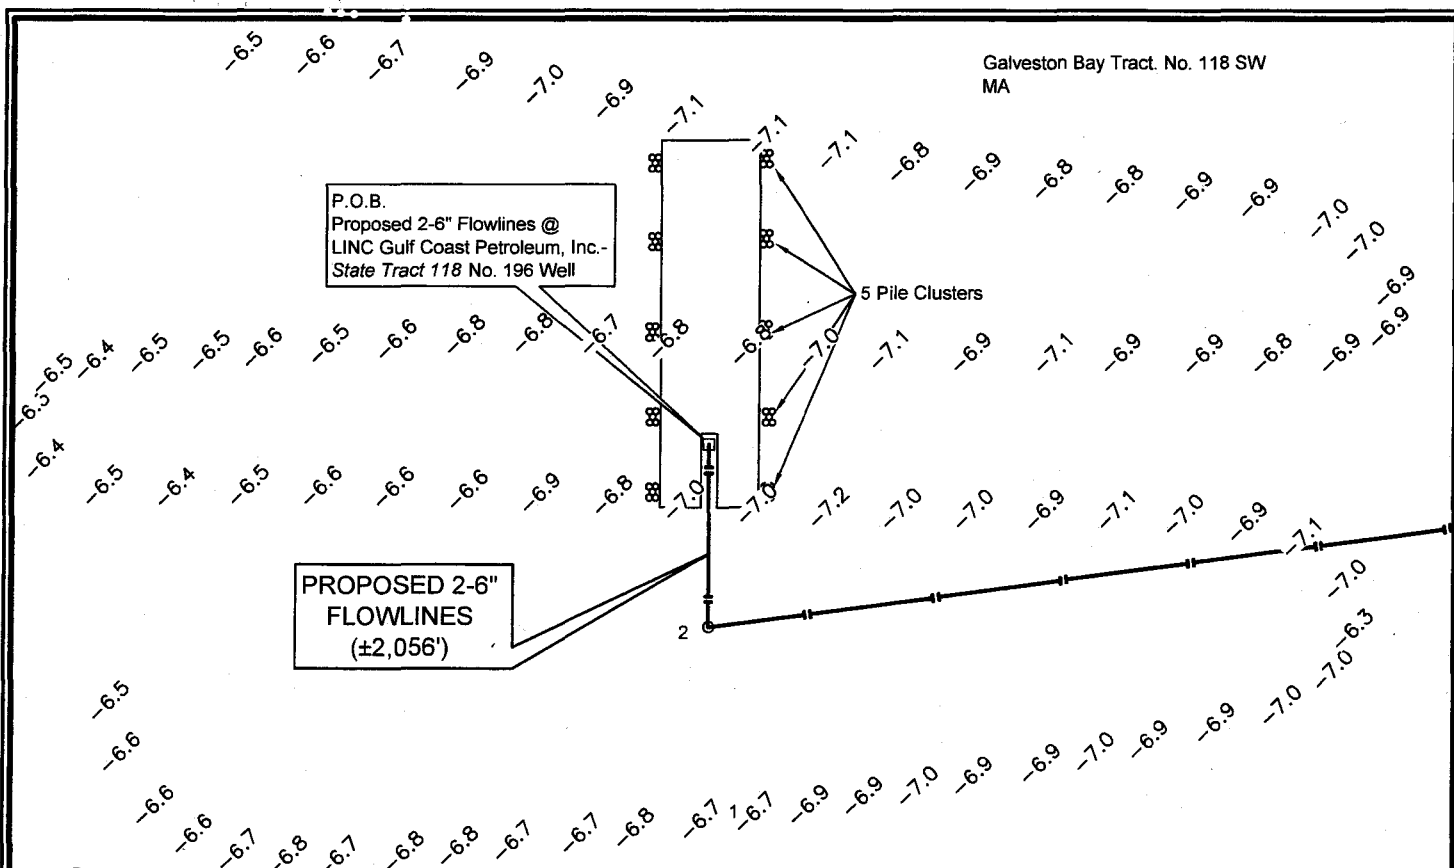 -6.5 -6.6 -6.7 -6.9 -7.0 -6.9 -7.1 -7.1 -7.1 -6.8 -6.9 -6.8 -6.8 -6.9 -6.9 -7.0 -7.0 -6.9 -6.9
Galveston Bay Tract. No. 118 SW
MA
P.O.B.
Proposed 2-6" Flowlines @
LINC Gulf Coast Petroleum, Inc.-
State Tract 118 No. 196 Well
5 Pile Clusters
-6.5 -6.4 -6.5 -6.5 -6.6 -6.5 -6.6 -6.8 -6.8 -6.7 -6.8 -7.0 -7.1 -6.9 -7.1 -6.9 -6.9 -6.8 -6.9
-6.4 -6.5 -6.4 -6.5 -6.6 -6.6 -6.6 -6.9 -6.8 -7.0 -7.0 -7.2 -7.0 -7.0 -6.9 -7.1 -7.0 -6.9 -7.1
-7.0
-6.3
-7.0
PROPOSED 2-6"
FLOWLINES
(±2,056')
2
-6.5
-6.6
-6.6
-6.6
-6.7 -6.8 -6.7 -6.8 -6.8 -6.7 -6.7 -6.8 -6.7 1 -6.7 -6.9 -6.9 -7.0 -6.9 -6.9 -7.0 -6.9 -6.9 -7.0